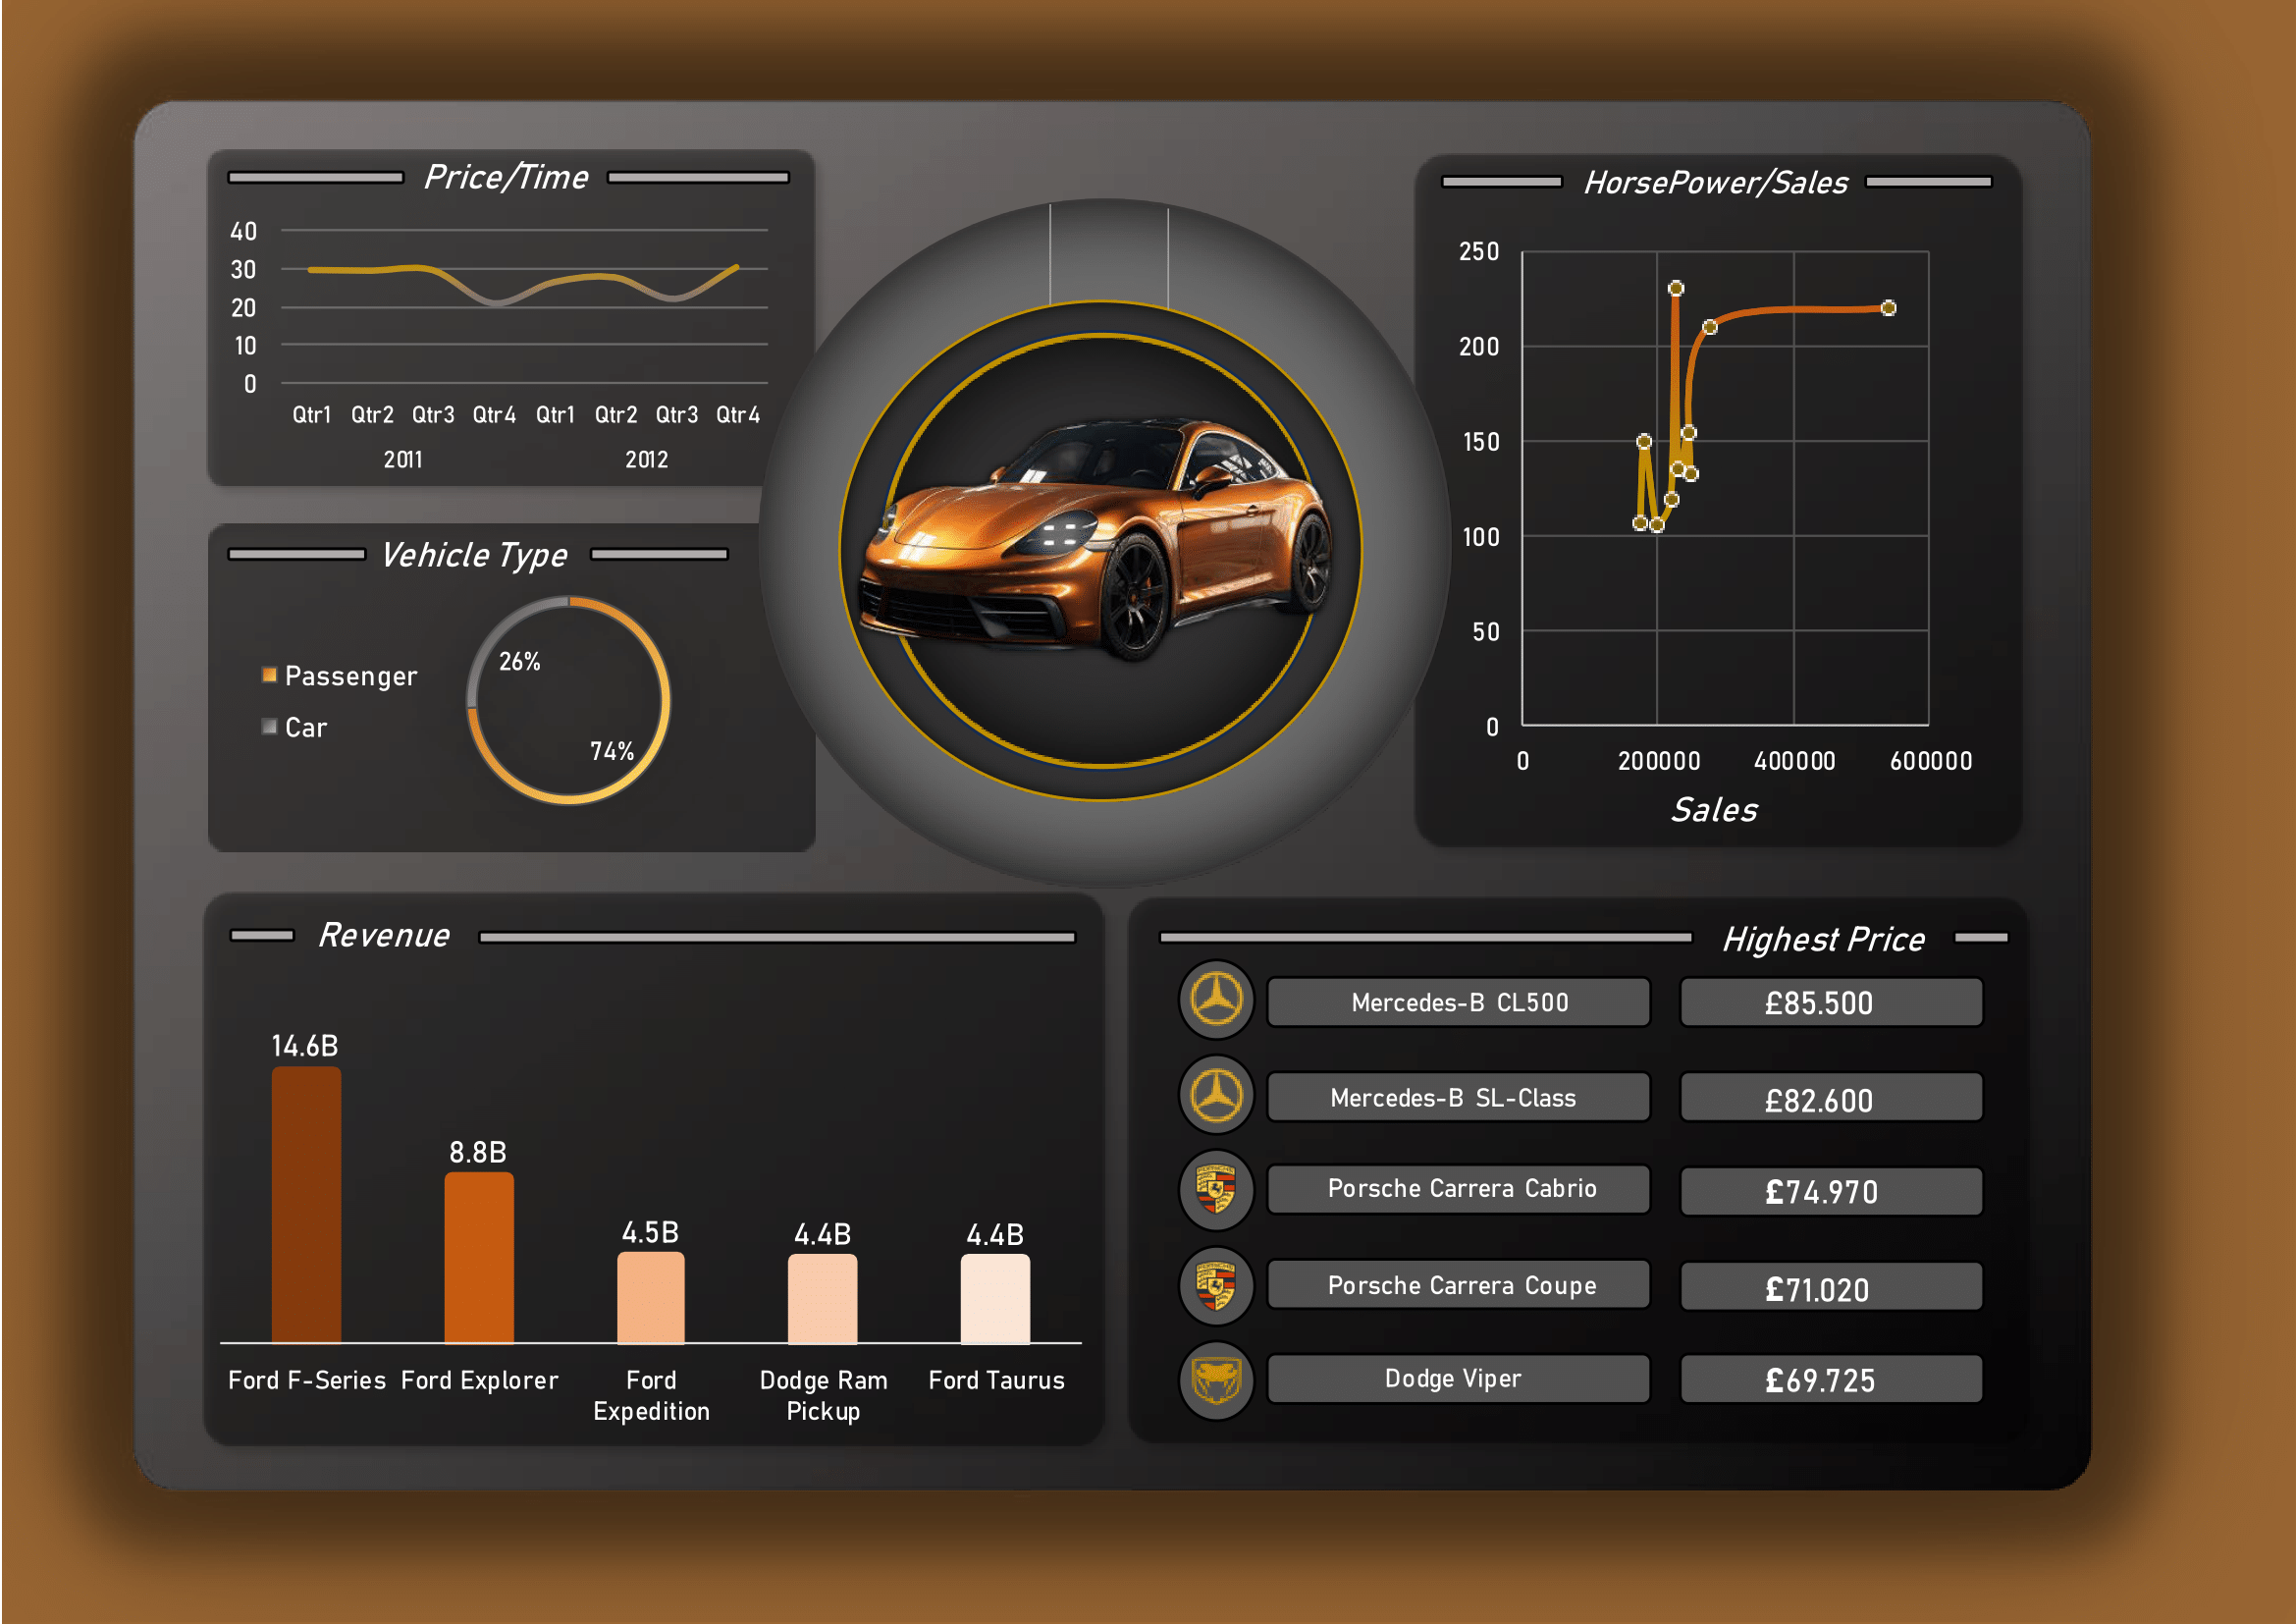 Price/Time
40
30
20
10
0
Qtr1 Qtr2 Qtr3 Qtr4 Qtr1 Qtr2 Qtr3 Qtr4
2011 2012
Vehicle Type
Passenger
Car
26%
74%
HorsePower/Sales
250
200
150
100
50
0
0 200000 400000 600000
Sales
Revenue
14.6B
8.8B
4.5B
4.4B
4.4B
Ford F-Series Ford Explorer Ford Dodge Ram Ford Taurus
Expedition Pickup
Highest Price
Mercedes-B CL500 £85.500
Mercedes-B SL-Class £82.600
Porsche Carrera Cabrio £74.970
Porsche Carrera Coupe £71.020
Dodge Viper £69.725